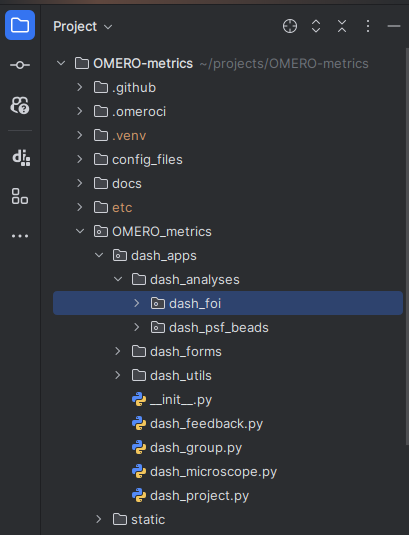 Project
OMERO-metrics ~/projects/OMERO-metrics
.github
.omeroci
.venv
config_files
docs
etc
OMERO_metrics
dash_apps
dash_analyses
dash_foi
dash_psf_beads
dash_forms
dash_utils
__init__.py
dash_feedback.py
dash_group.py
dash_microscope.py
dash_project.py
static